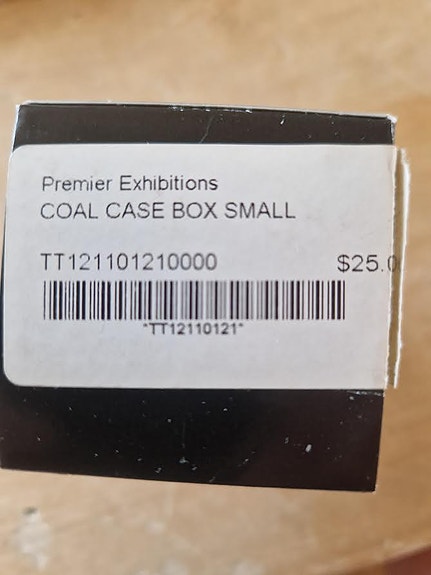 Premier Exhibitions
COAL CASE BOX SMALL
TT121101210000 $25.0
*TT12110121*